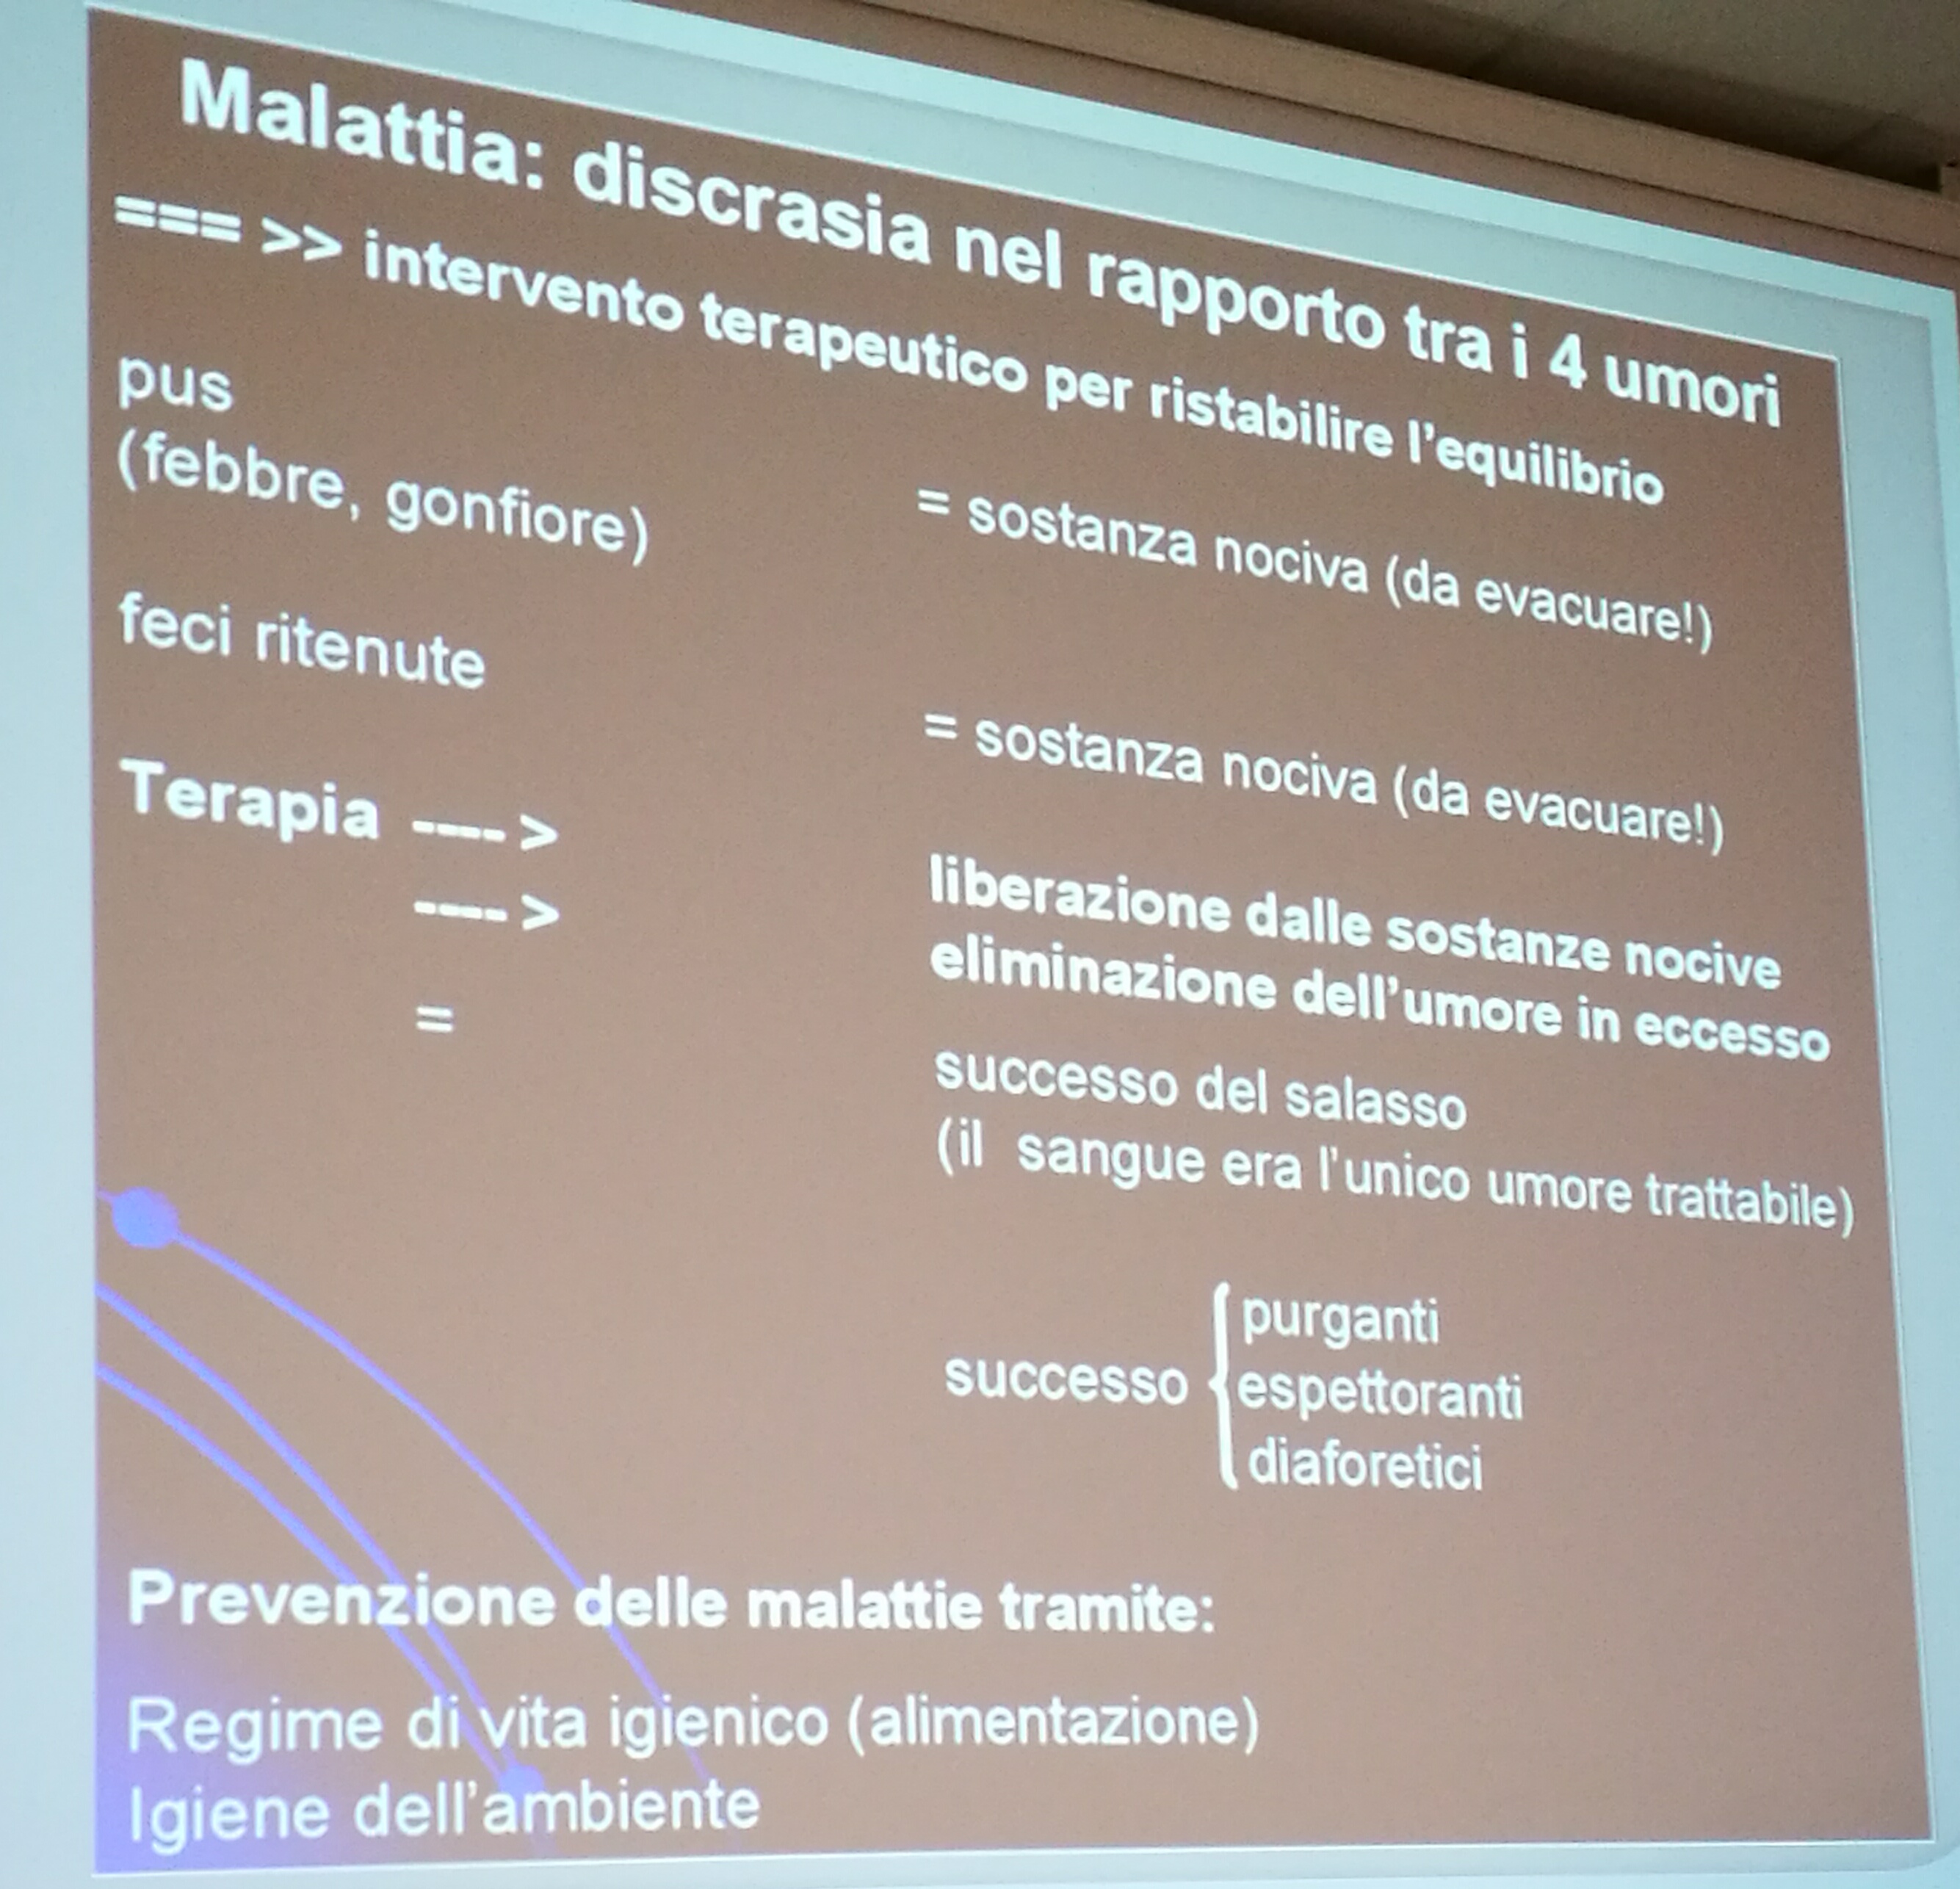 Malattia: discrasia nel rapporto tra i 4 umori
=== >> intervento terapeutico per ristabilire l'equilibrio
pus
(febbre, gonfiore) = sostanza nociva (da evacuare!)
feci ritenute = sostanza nociva (da evacuare!)
Terapia ----> liberazione dalle sostanze nocive
----> eliminazione dell'umore in eccesso
= successo del salasso
(il sangue era l'unico umore trattabile)
purganti
successo { espettoranti
diaforetici
Prevenzione delle malattie tramite:
Regime di vita igienico (alimentazione)
Igiene dell'ambiente